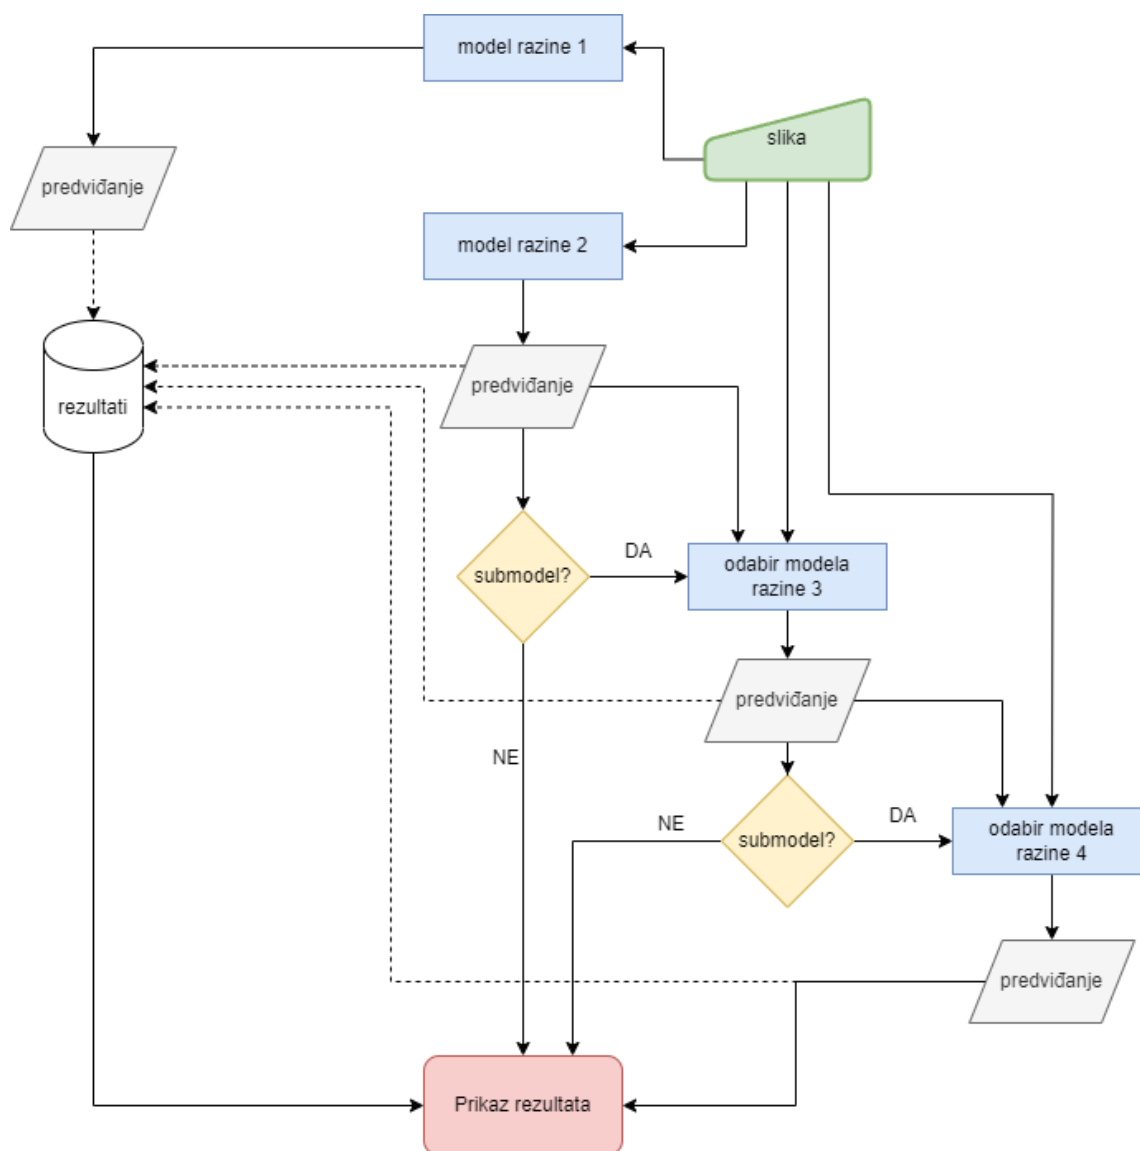 model razine 1
slika
predviđanje
model razine 2
predviđanje
rezultati
submodel?
DA
odabir modela
razine 3
predviđanje
NE
submodel?
NE
DA
odabir modela
razine 4
predviđanje
Prikaz rezultata